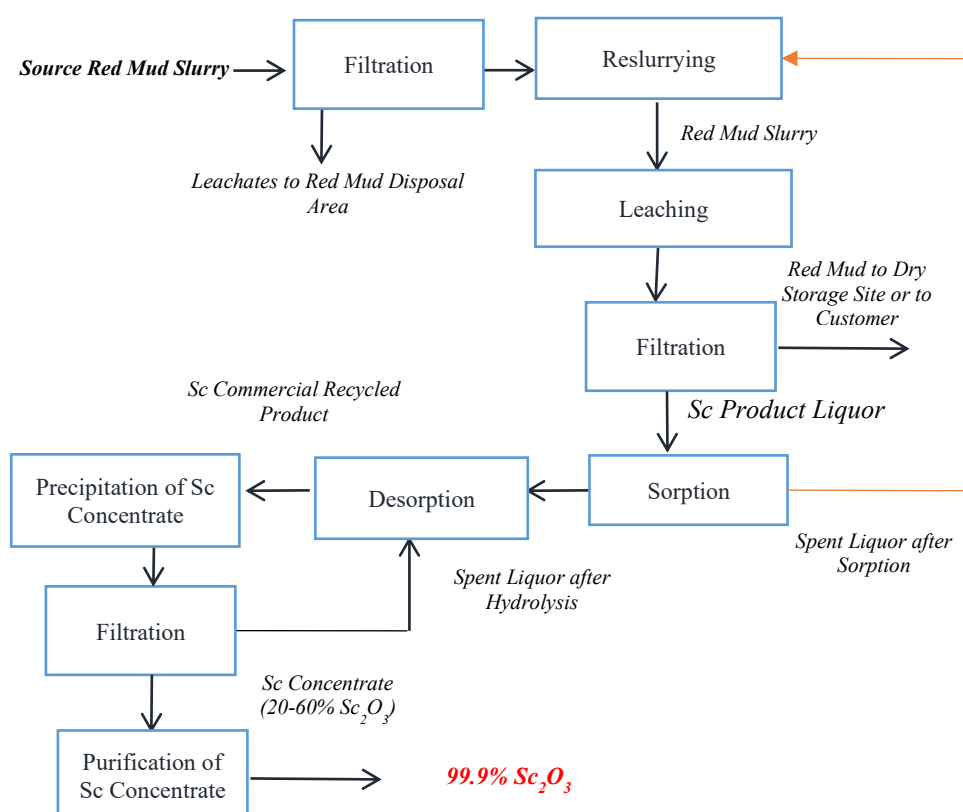 Source Red Mud Slurry
Filtration
Reslurrying
Leachates to Red Mud Disposal
Area
Red Mud Slurry
Leaching
Red Mud to Dry
Storage Site or to
Customer
Filtration
Sc Product Liquor
Sorption
Spent Liquor after
Sorption
Desorption
Sc Commercial Recycled
Product
Precipitation of Sc
Concentrate
Filtration
Spent Liquor after
Hydrolysis
Sc Concentrate
(20-60% Sc₂O₃)
Purification of
Sc Concentrate
99.9% Sc₂O₃